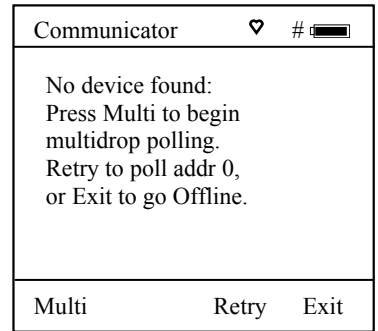 Communicator ♡ #
No device found:
Press Multi to begin
multidrop polling.
Retry to poll addr 0,
or Exit to go Offline.
Multi Retry Exit